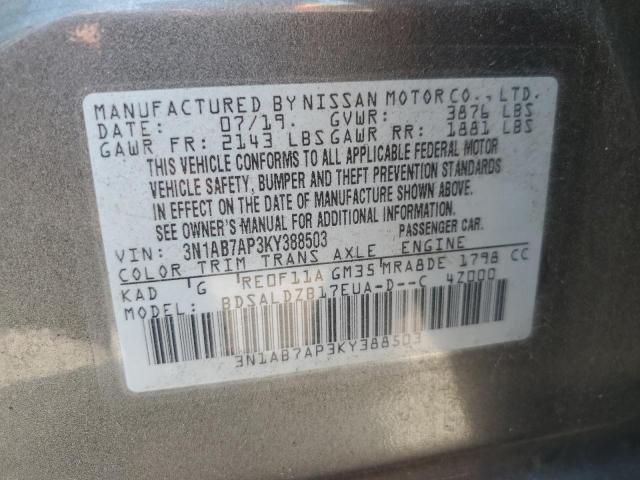 MANUFACTURED BY NISSAN MOTOR CO., LTD.
DATE: 07/19. GVWR: 3876 LBS
GAWR FR: 2143 LBS GAWR RR: 1881 LBS
THIS VEHICLE CONFORMS TO ALL APPLICABLE FEDERAL MOTOR
VEHICLE SAFETY, BUMPER AND THEFT PREVENTION STANDARDS
IN EFFECT ON THE DATE OF MANUFACTURE SHOWN ABOVE.
SEE OWNER'S MANUAL FOR ADDITIONAL INFORMATION.
VIN: 3N1AB7AP3KY388503 PASSENGER CAR.
COLOR TRIM TRANS AXLE ENGINE
KAD G RE0F11A GM35 MRA8DE 1798 CC
BDSALDZB17EUA-D--C 4Z000
3N1AB7AP3KY388503